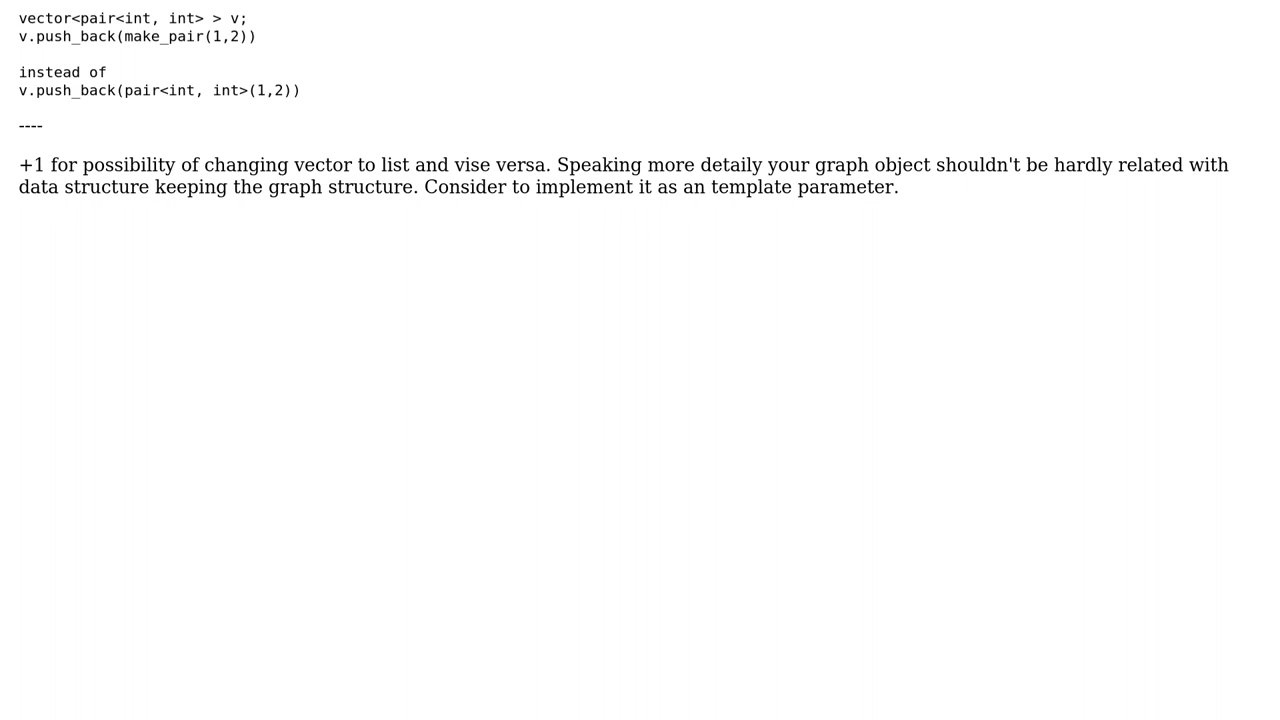 vector<pair<int, int> > v;
v.push_back(make_pair(1,2))
instead of
v.push_back(pair<int, int>(1,2))
----
+1 for possibility of changing vector to list and vise versa. Speaking more detaily your graph object shouldn't be hardly related with
data structure keeping the graph structure. Consider to implement it as an template parameter.